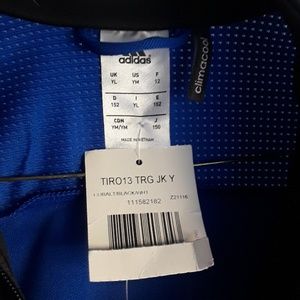 adidas
climacool
UK US F
YL YL 12
D I E
152 YL 152
CDN J
YM/YM 150
MADE IN VIETNAM
TIRO13 TRG JK Y
COBALT/BLACK/WHT
111582182 Z21116